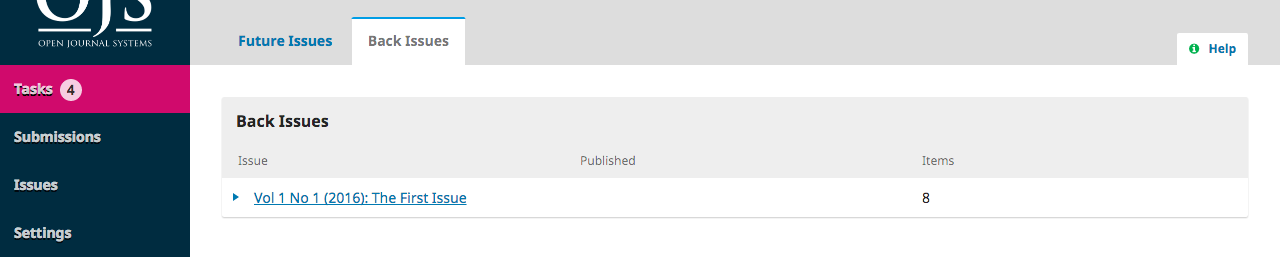 OJS
OPEN JOURNAL SYSTEMS
Future Issues
Back Issues
Help
Tasks 4
Submissions
Issues
Settings
Back Issues
Issue Published Items
Vol 1 No 1 (2016): The First Issue 8